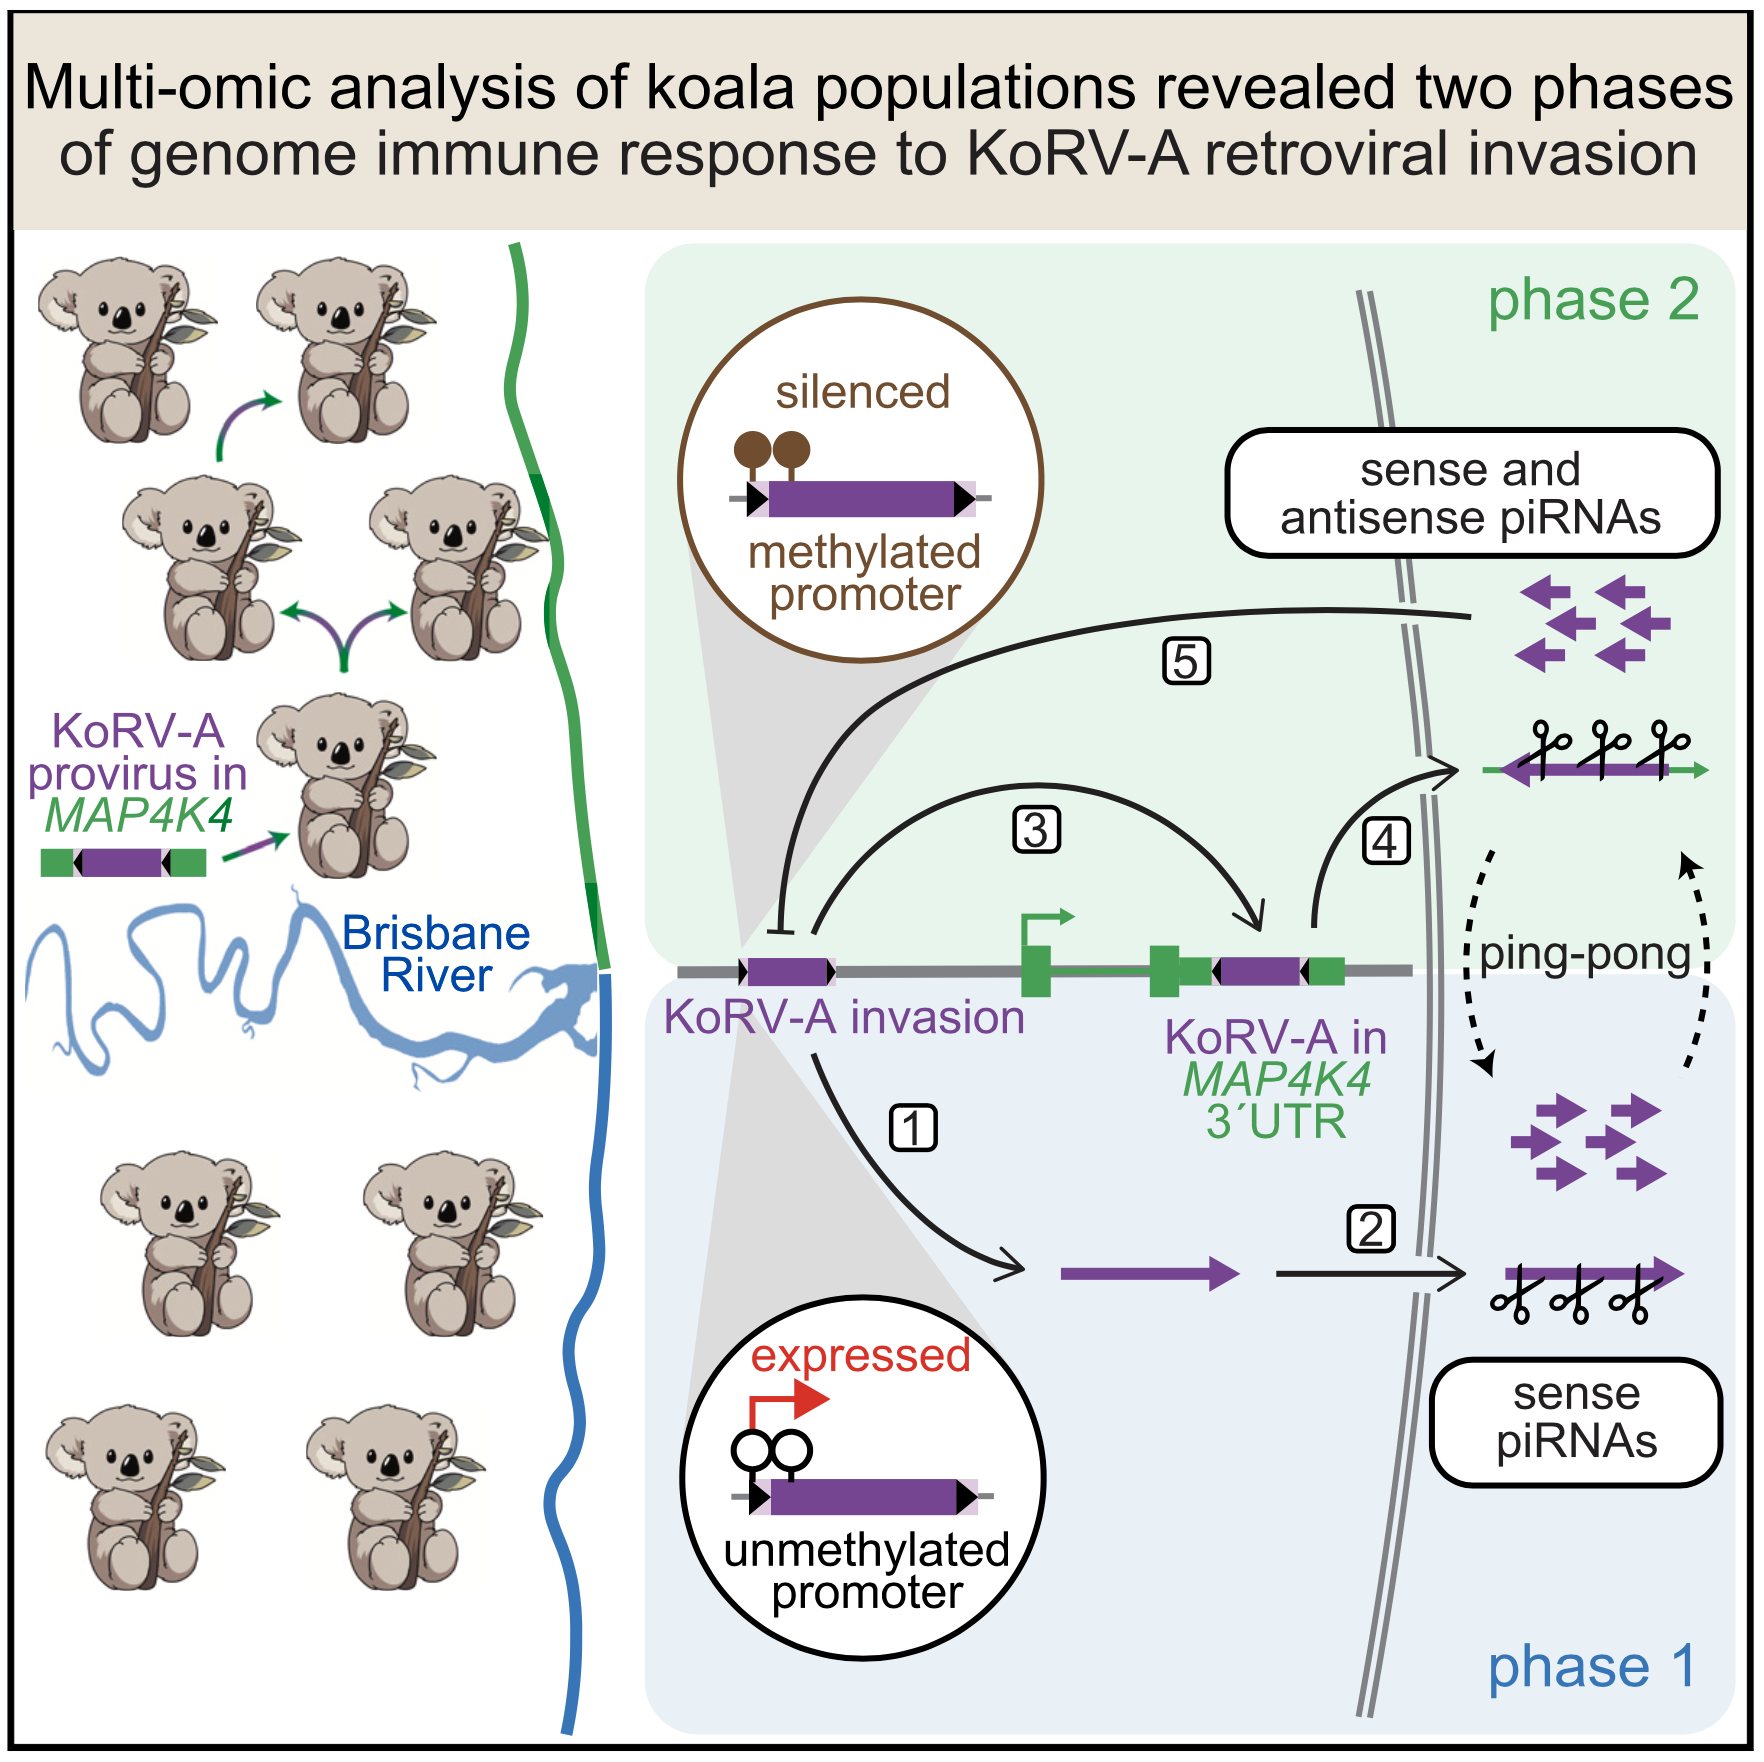 Multi-omic analysis of koala populations revealed two phases
of genome immune response to KoRV-A retroviral invasion
KoRV-A
provirus in
MAP4K4
Brisbane
River
phase 2
silenced
methylated
promoter
sense and
antisense piRNAs
5
3
4
ping-pong
KoRV-A invasion
KoRV-A in
MAP4K4
3´UTR
1
2
expressed
unmethylated
promoter
sense
piRNAs
phase 1